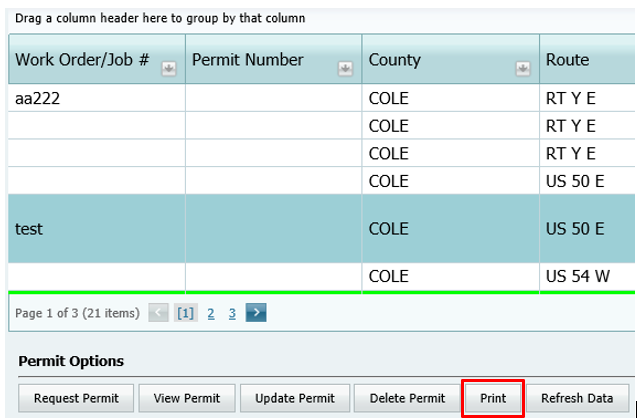 Drag a column header here to group by that column
Work Order/Job # Permit Number County Route
aa222 COLE RT Y E
COLE RT Y E
COLE RT Y E
COLE US 50 E
test COLE US 50 E
COLE US 54 W
Page 1 of 3 (21 items) < [1] 2 3 >
Permit Options
Request Permit View Permit Update Permit Delete Permit Print Refresh Data